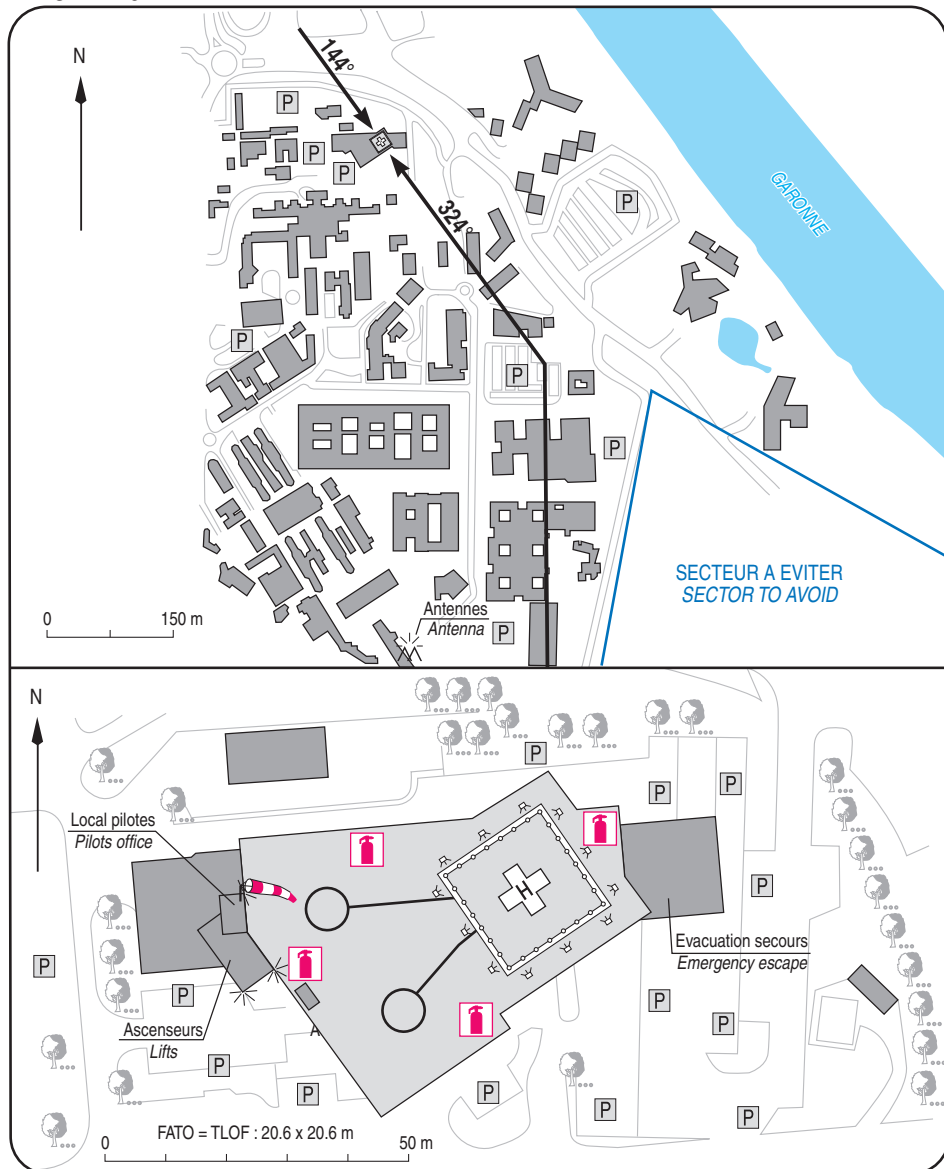 N
144°
P
P
P
324°
P
GARONNE
P
P
P
SECTEUR A EVITER
SECTOR TO AVOID
0 150 m
Antennes
Antenna
P
N
P
P
P
Local pilotes
Pilots office
H
P
Evacuation secours
Emergency escape
P
P
P
P
Ascenseurs
Lifts
A
P
P
P
P
P
FATO = TLOF : 20.6 x 20.6 m
0 50 m